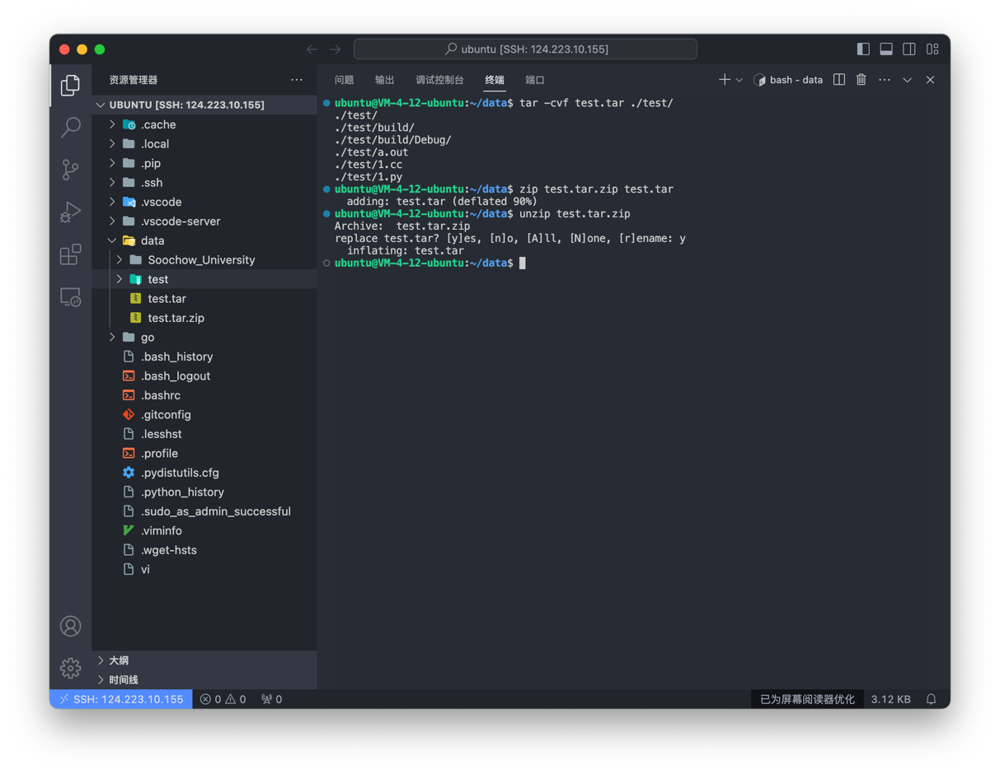 ubuntu [SSH: 124.223.10.155]
资源管理器
UBUNTU [SSH: 124.223.10.155]
.cache
.local
.pip
.ssh
.vscode
.vscode-server
data
Soochow_University
test
test.tar
test.tar.zip
go
.bash_history
.bash_logout
.bashrc
.gitconfig
.lesshst
.profile
.pydistutils.cfg
.python_history
.sudo_as_admin_successful
.viminfo
.wget-hsts
vi
大纲
时间线
问题 输出 调试控制台 终端 端口 bash - data
ubuntu@VM-4-12-ubuntu:~/data$ tar -cvf test.tar ./test/
./test/
./test/build/
./test/build/Debug/
./test/a.out
./test/1.cc
./test/1.py
ubuntu@VM-4-12-ubuntu:~/data$ zip test.tar.zip test.tar
adding: test.tar (deflated 90%)
ubuntu@VM-4-12-ubuntu:~/data$ unzip test.tar.zip
Archive:  test.tar.zip
replace test.tar? [y]es, [n]o, [A]ll, [N]one, [r]ename: y
inflating: test.tar
ubuntu@VM-4-12-ubuntu:~/data$
SSH: 124.223.10.155 0 0 0 已为屏幕阅读器优化 3.12 KB